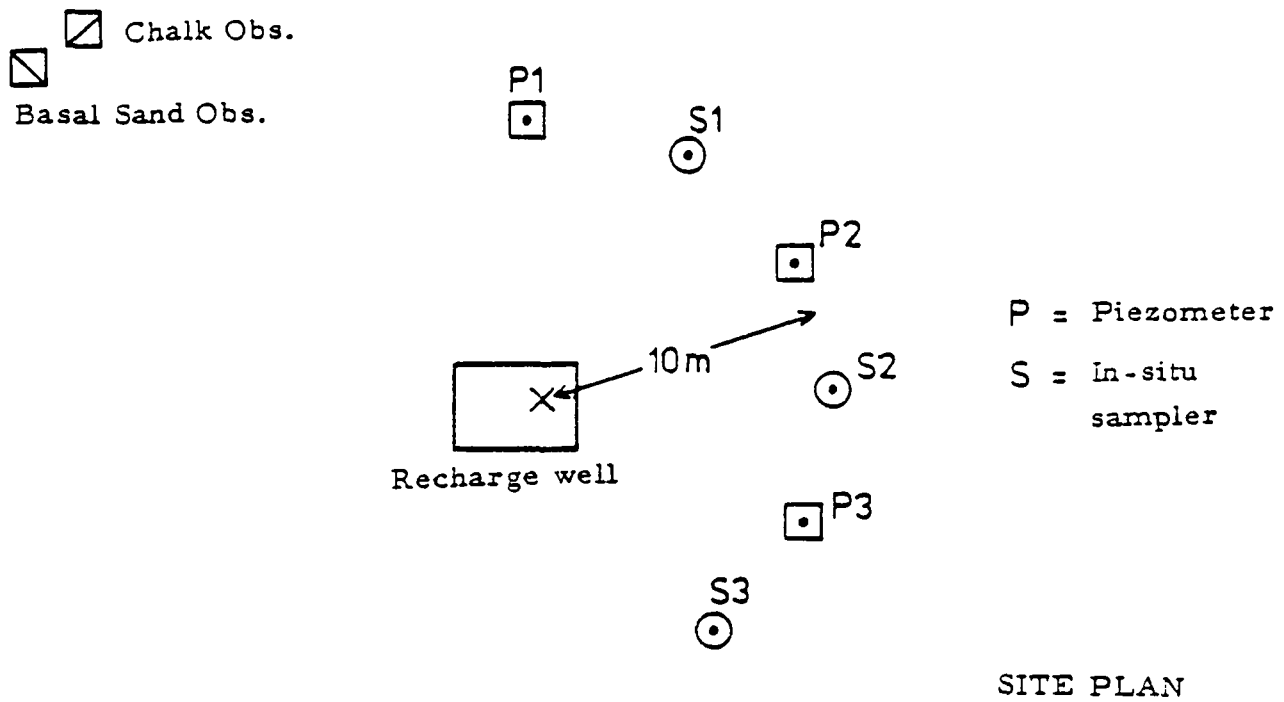 Chalk Obs.
Basal Sand Obs.
P1
S1
P2
P = Piezometer
10m
S2
S = In-situ
sampler
Recharge well
P3
S3
SITE PLAN